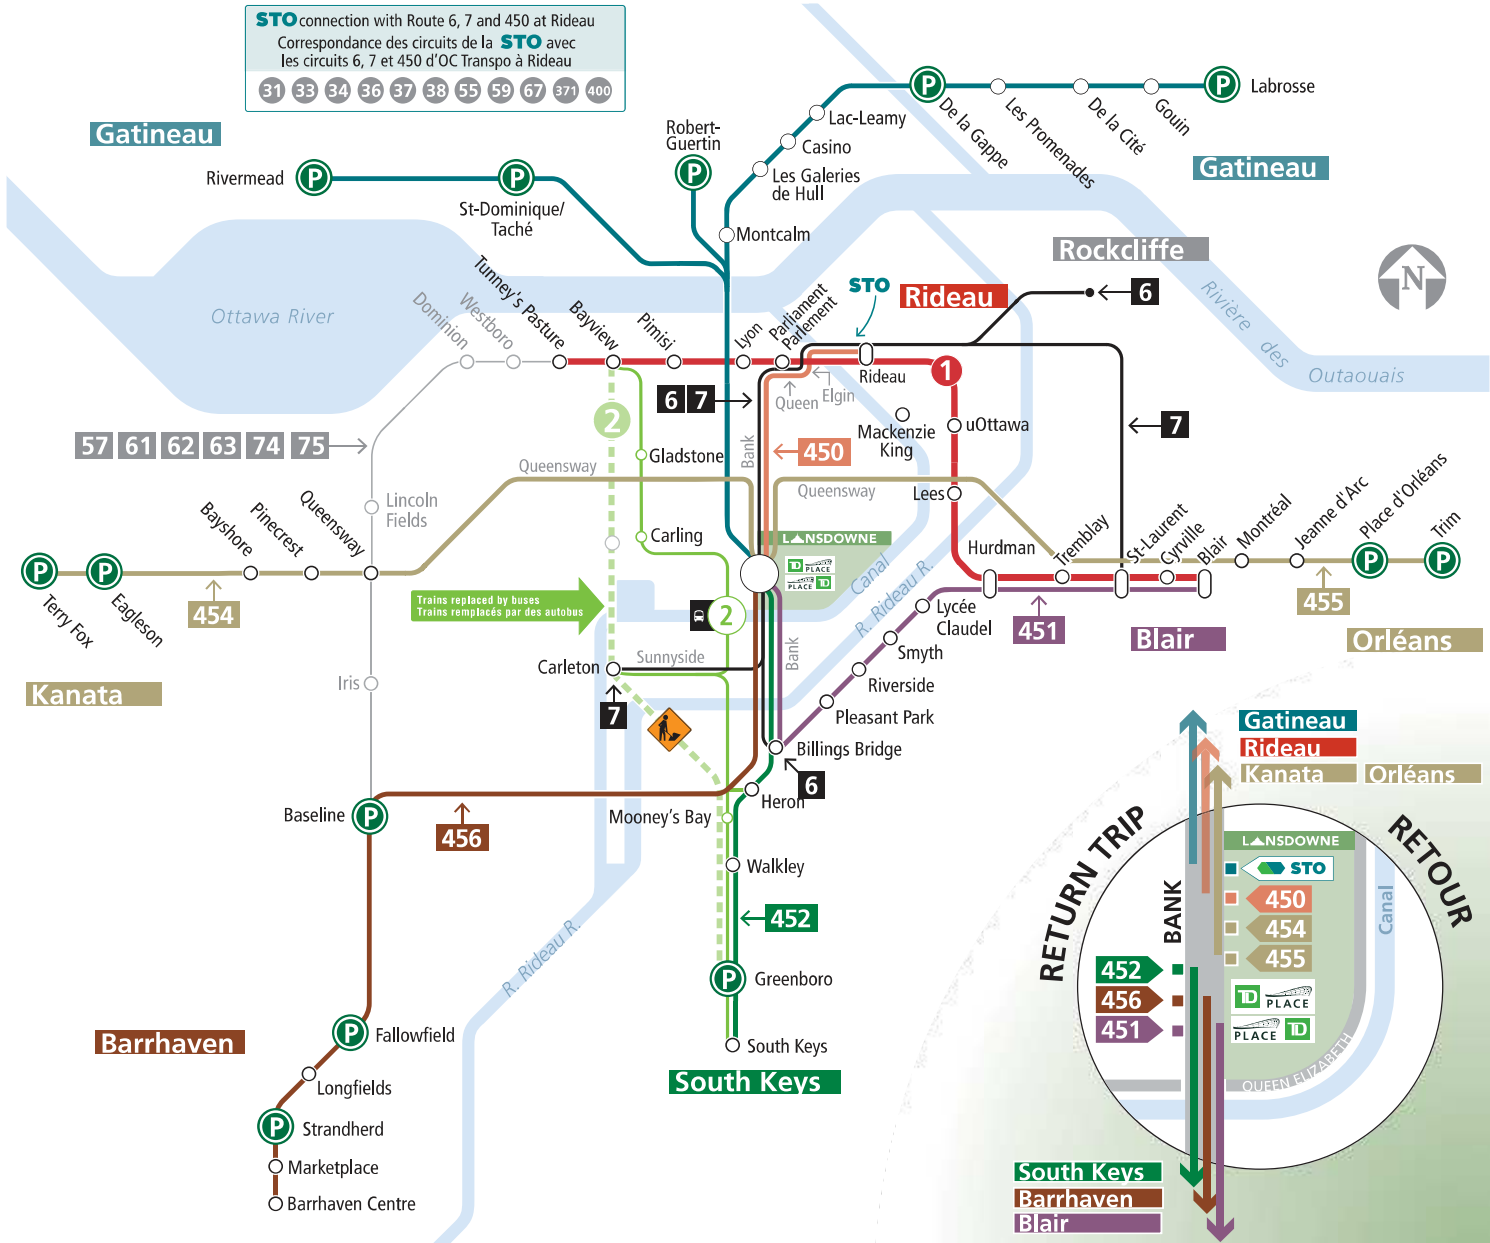 STO connection with Route 6, 7 and 450 at Rideau
Correspondance des circuits de la STO avec
les circuits 6, 7 et 450 d'OC Transpo à Rideau
31 33 34 36 37 38 55 59 67 371 400
Gatineau
Rivermead
P
P
St-Dominique/
Taché
Robert-
Guertin
P
Montcalm
Les Galeries
de Hull
Casino
Lac-Leamy
P
De la Gappe
Les Promenades
De la Cité
Gouin
P
Labrosse
Gatineau
Rockcliffe
6
N
Ottawa River
Rivière
des
Outaouais
Dominion
Westboro
Tunney's Pasture
Bayview
Pimisi
Lyon
Parliament
Parlement
STO
Rideau
Rideau
1
Queen
Elgin
6 7
Bank
450
Mackenzie
King
uOttawa
7
2
57 61 62 63 74 75
Gladstone
Queensway
Queensway
Lees
Lincoln
Fields
Carling
LANSDOWNE
TD PLACE
PLACE TD
Canal
R. Rideau R.
Hurdman
Tremblay
St-Laurent
Cyrville
Blair
Montréal
Jeanne d'Arc
Place d'Orléans
Trim
P
P
P
Terry Fox
P
Eagleson
Bayshore
Pinecrest
Queensway
454
Kanata
Trains replaced by buses
Trains remplacés par des autobus
2
455
Orléans
451
Blair
Lycée
Claudel
Smyth
Riverside
Pleasant Park
Billings Bridge
Bank
Carleton
Sunnyside
7
6
Iris
Baseline
P
456
Heron
Mooney's Bay
Walkley
452
P
Greenboro
South Keys
South Keys
R. Rideau R.
Barrhaven
P
Fallowfield
Longfields
P
Strandherd
Marketplace
Barrhaven Centre
Gatineau
Rideau
Kanata
Orléans
RETURN TRIP
RETOUR
BANK
LANSDOWNE
STO
450
454
455
452
456
451
TD PLACE
PLACE TD
Canal
QUEEN ELIZABETH
South Keys
Barrhaven
Blair